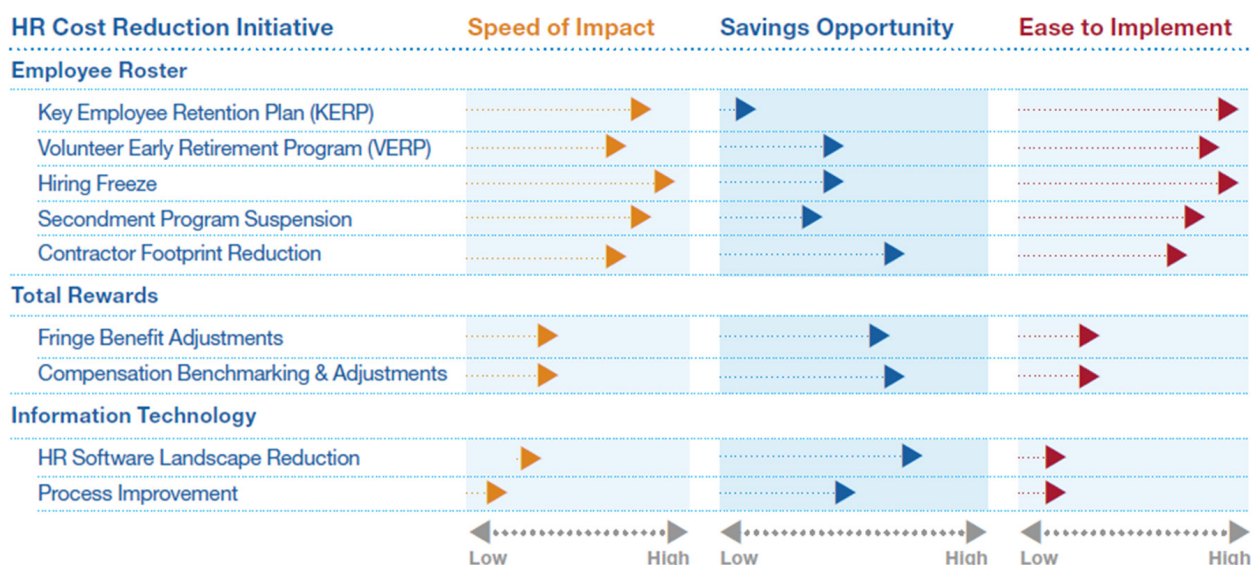 HR Cost Reduction Initiative Speed of Impact Savings Opportunity Ease to Implement
Employee Roster
Key Employee Retention Plan (KERP)
Volunteer Early Retirement Program (VERP)
Hiring Freeze
Secondment Program Suspension
Contractor Footprint Reduction
Total Rewards
Fringe Benefit Adjustments
Compensation Benchmarking & Adjustments
Information Technology
HR Software Landscape Reduction
Process Improvement
Low High Low High Low High